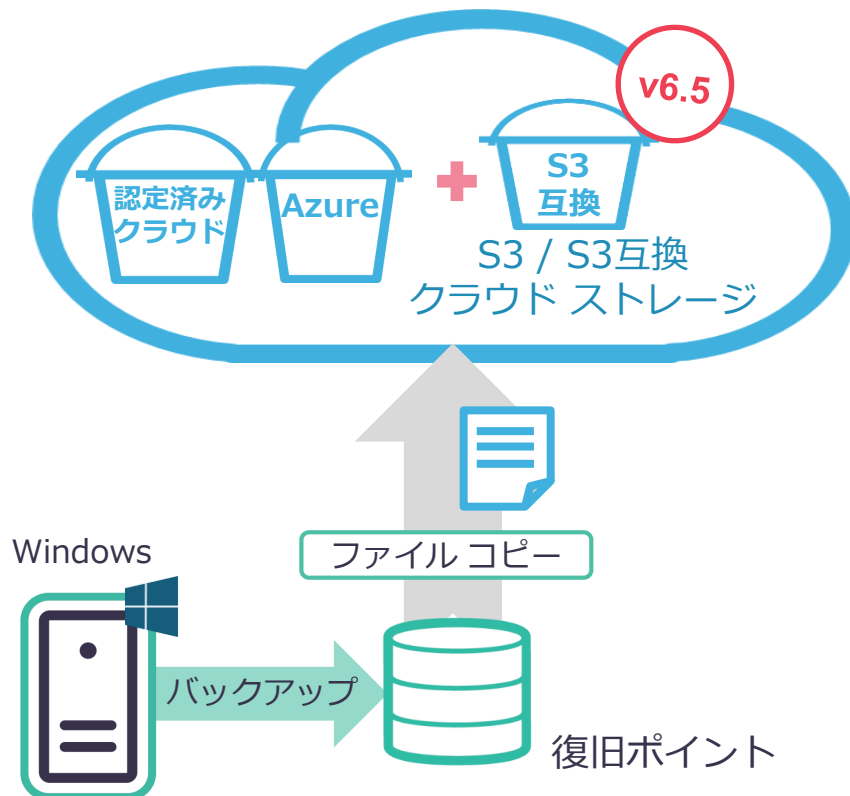 v6.5
認定済み
クラウド
Azure
S3
互換
S3 / S3互換
クラウド ストレージ
ファイル コピー
Windows
バックアップ
復旧ポイント